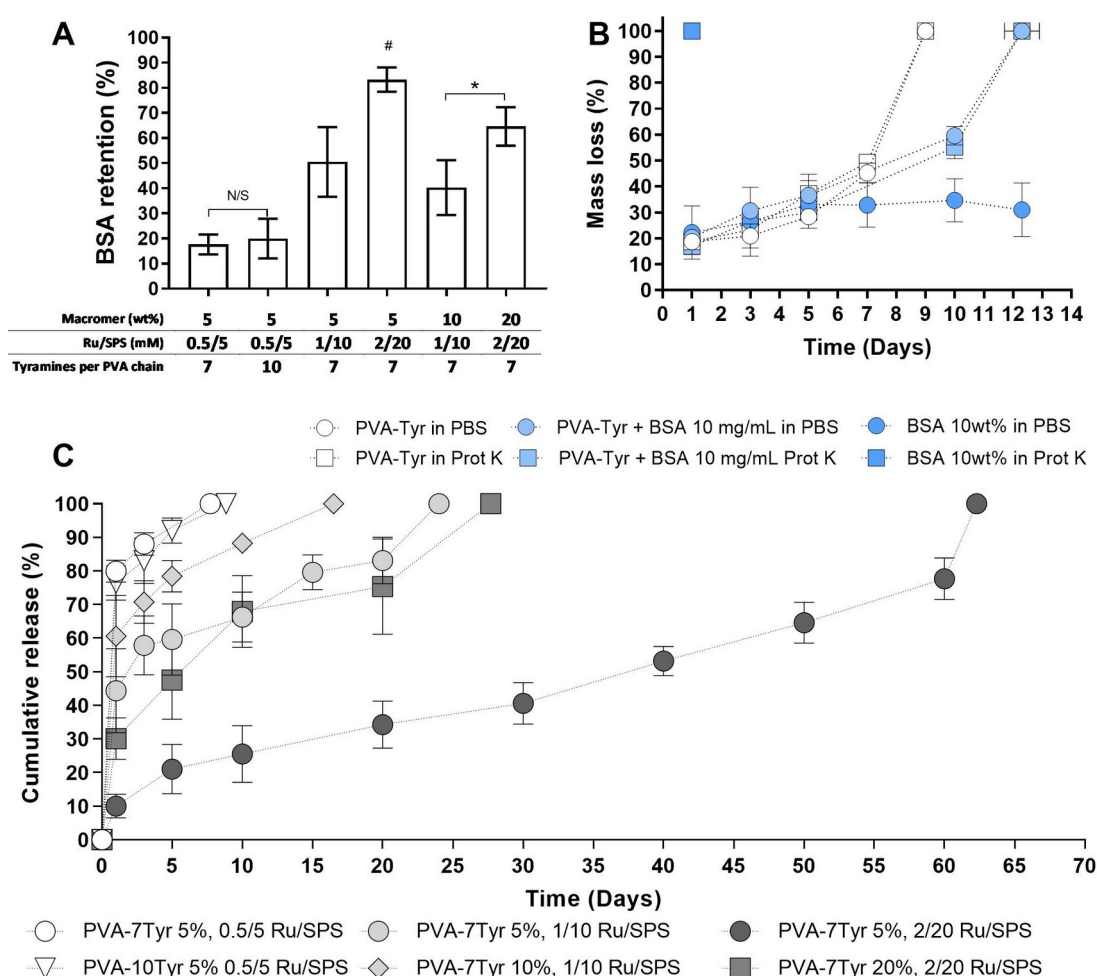 A
BSA retention (%)
100
90
80
70
60
50
40
30
20
10
0
N/S
#
*
Macromer (wt%) 5 5 5 5 10 20
Ru/SPS (mM) 0.5/5 0.5/5 1/10 2/20 1/10 2/20
Tyramines per PVA chain 7 10 7 7 7 7
B
Mass loss (%)
100
90
80
70
60
50
40
30
20
10
0
0 1 2 3 4 5 6 7 8 9 10 11 12 13 14
Time (Days)
PVA-Tyr in PBS PVA-Tyr + BSA 10 mg/mL in PBS BSA 10wt% in PBS
PVA-Tyr in Prot K PVA-Tyr + BSA 10 mg/mL Prot K BSA 10wt% in Prot K
C
Cumulative release (%)
100
90
80
70
60
50
40
30
20
10
0
0 5 10 15 20 25 30 35 40 45 50 55 60 65 70
Time (Days)
PVA-7Tyr 5%, 0.5/5 Ru/SPS PVA-7Tyr 5%, 1/10 Ru/SPS PVA-7Tyr 5%, 2/20 Ru/SPS
PVA-10Tyr 5% 0.5/5 Ru/SPS PVA-7Tyr 10%, 1/10 Ru/SPS PVA-7Tyr 20%, 2/20 Ru/SPS